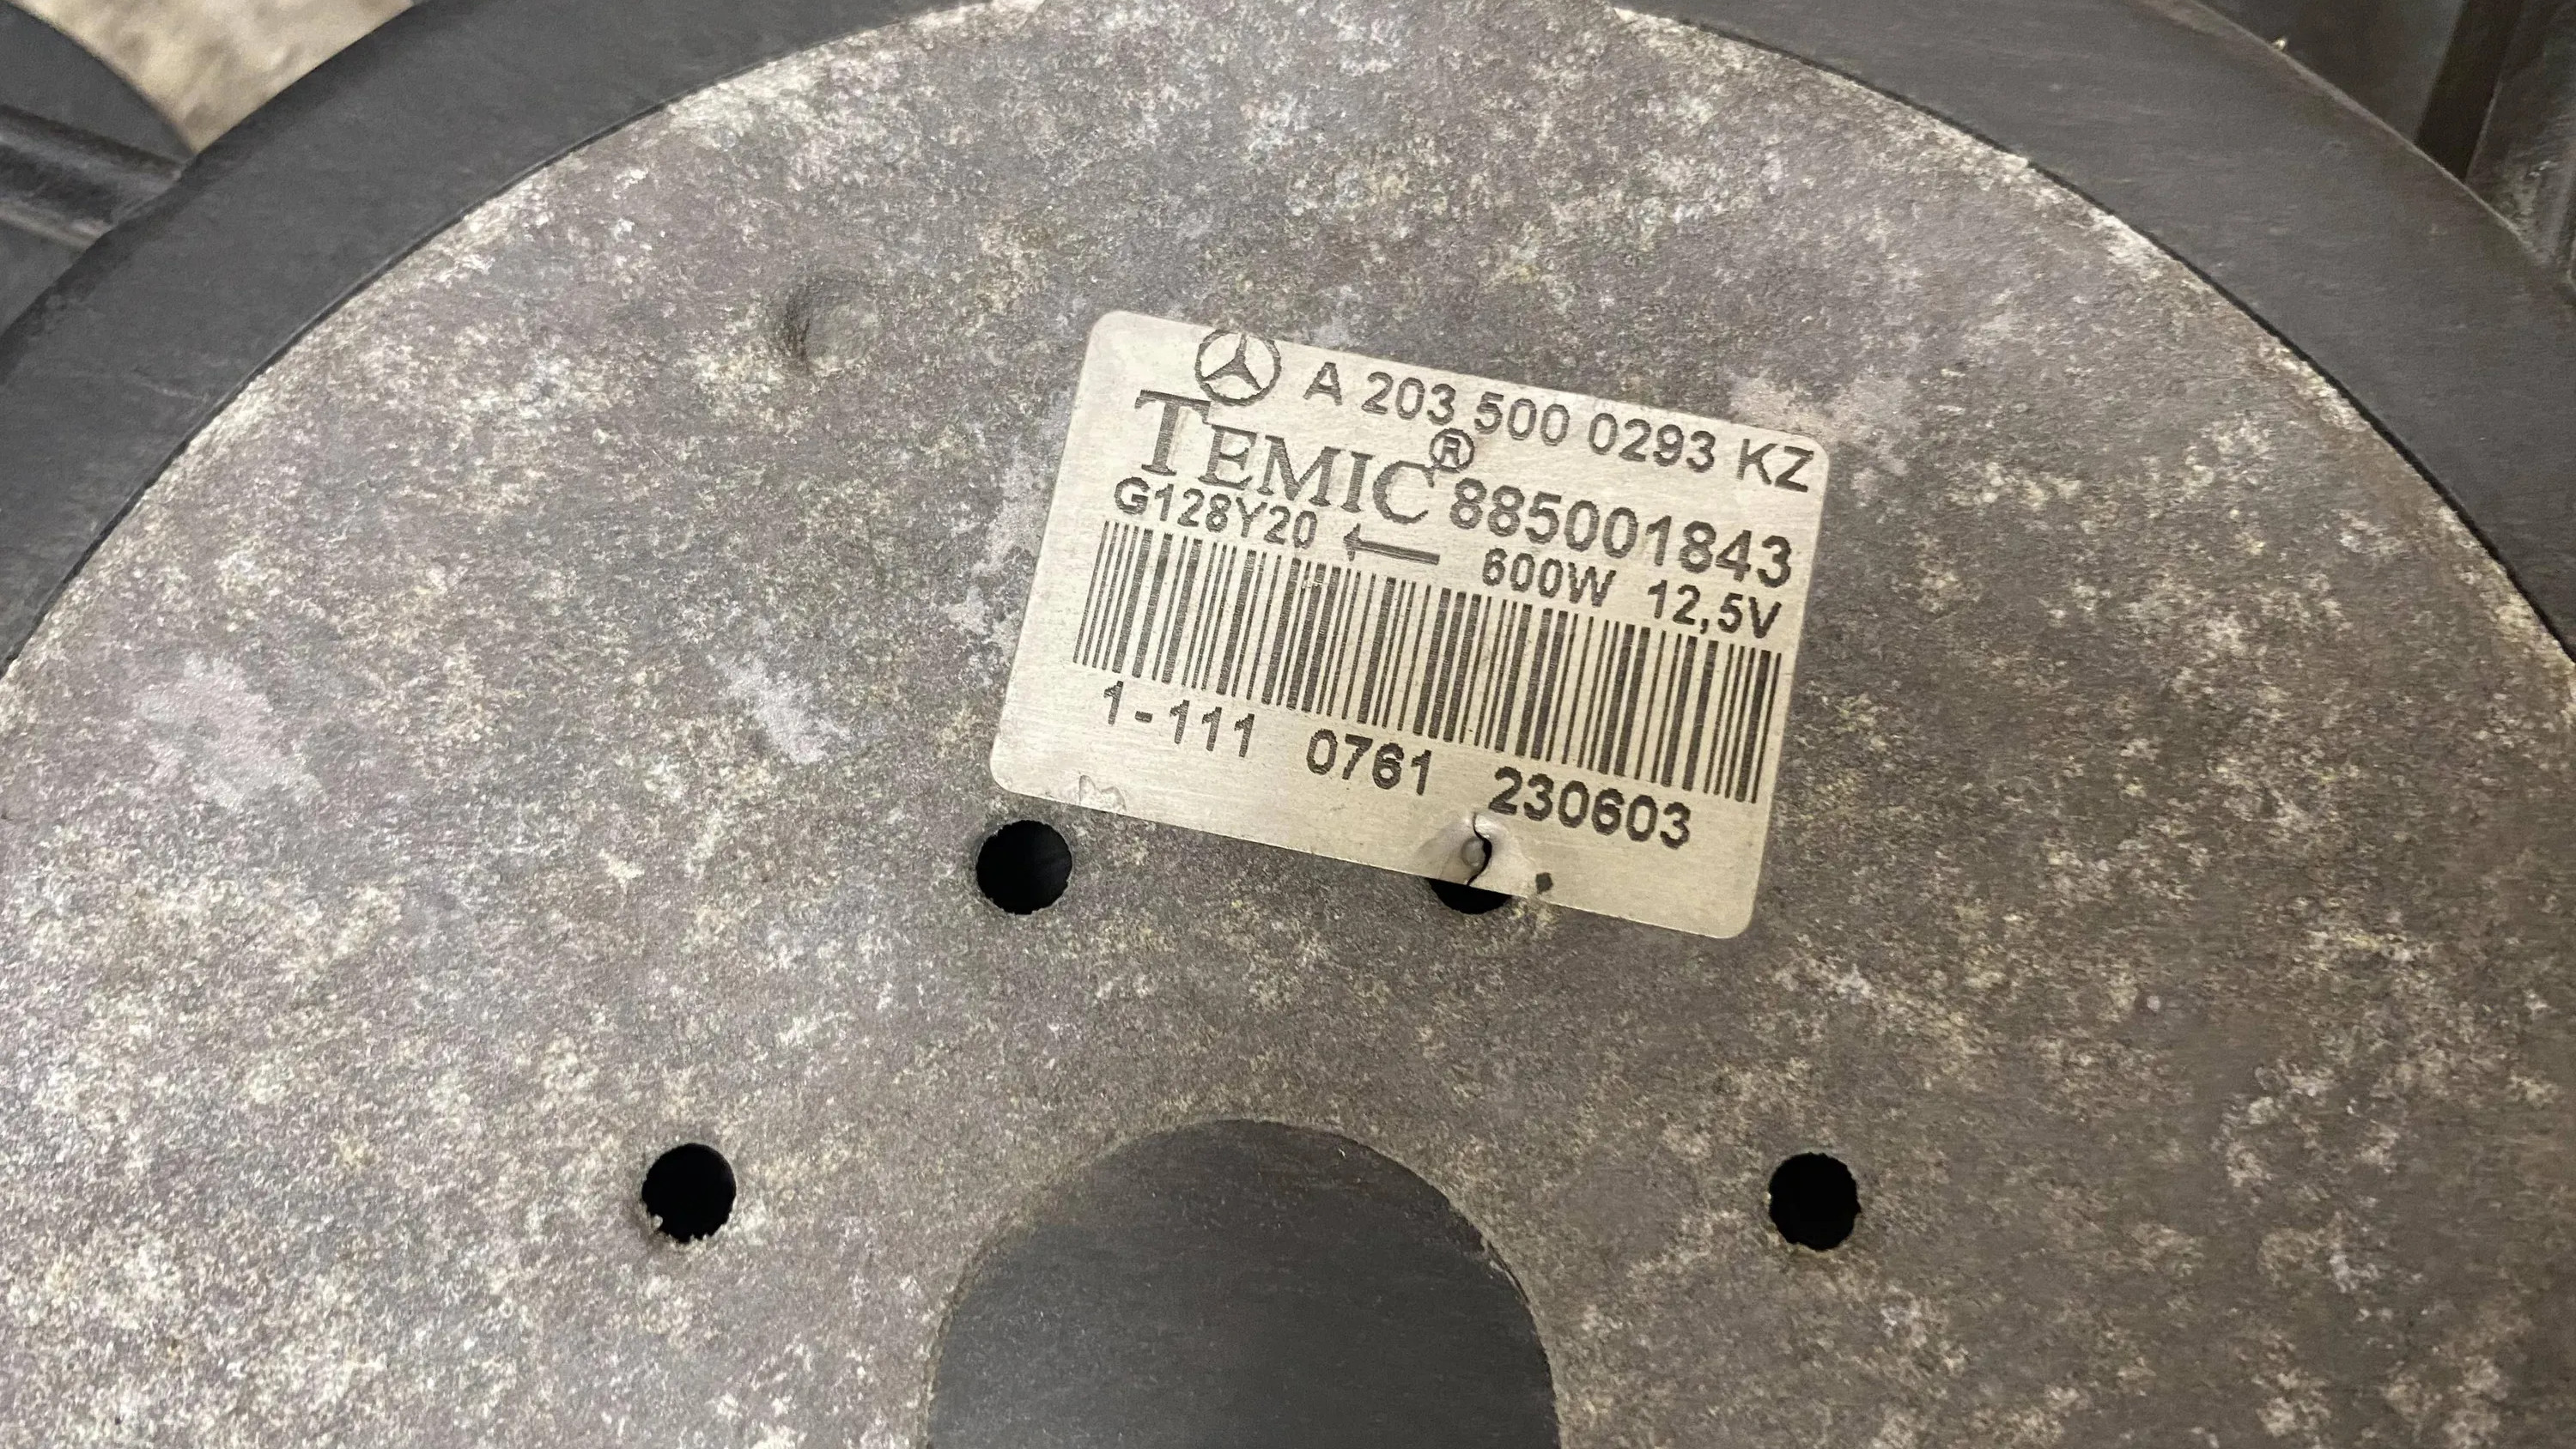 A 203 500 0293 KZ
TEMIC® 885001843
G128Y20 ← 600W 12,5V
1-111 0761 230603